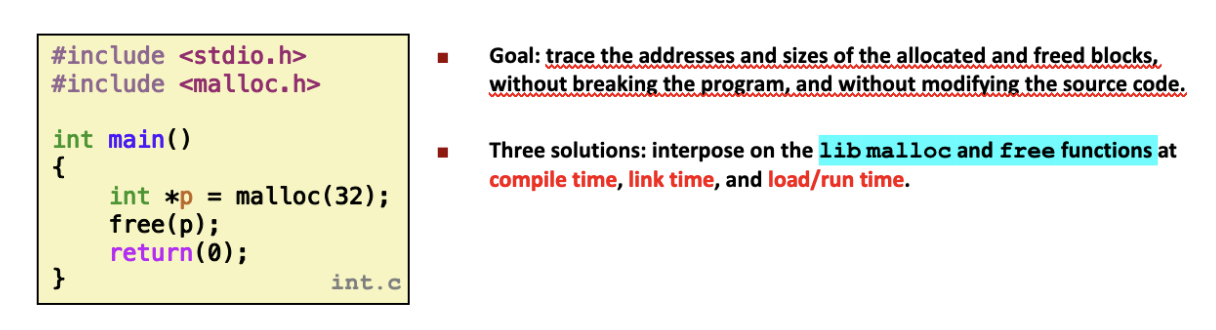 #include <stdio.h>
#include <malloc.h>
int main()
{
    int *p = malloc(32);
    free(p);
    return(0);
}
int.c
Goal: trace the addresses and sizes of the allocated and freed blocks,
without breaking the program, and without modifying the source code.
Three solutions: interpose on the lib malloc and free functions at
compile time, link time, and load/run time.